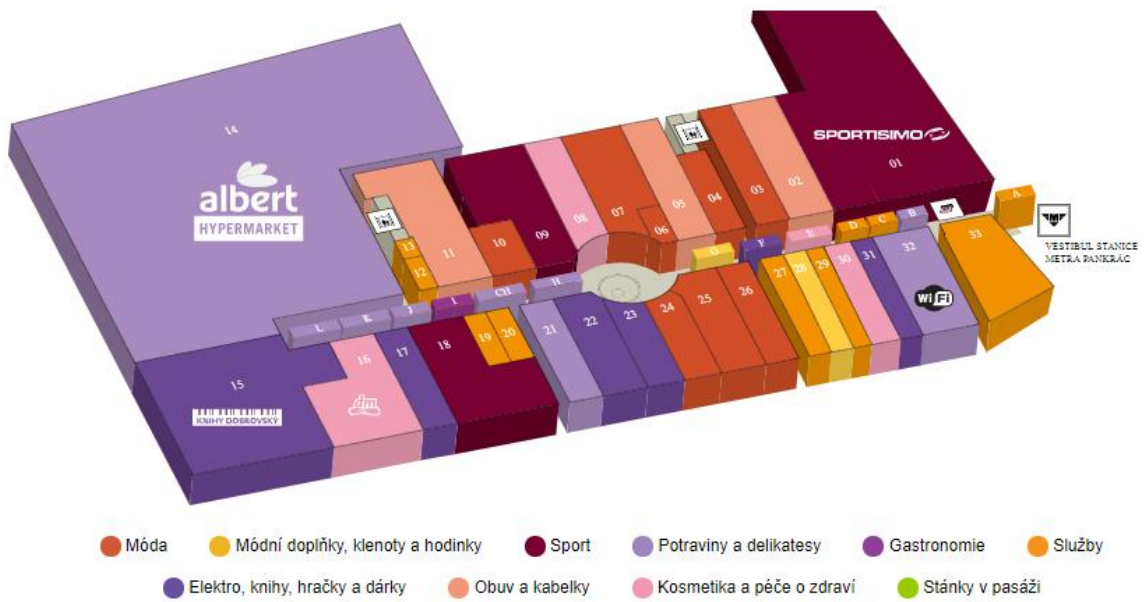 14
albert
HYPERMARKET
SPORTISIMO
01
02
03
04
05
06
07
08
09
10
11
12
13
A
B
C
D
E
F
G
H
CH
I
J
K
L
VESTIBUL STANICE
METRA PANKRÁC
33
32
WiFi
31
30
29
28
27
26
25
24
23
22
21
20
19
18
17
16
dm
15
KNIHY DOBROVSKÝ
Móda
Módní doplňky, klenoty a hodinky
Sport
Potraviny a delikatesy
Gastronomie
Služby
Elektro, knihy, hračky a dárky
Obuv a kabelky
Kosmetika a péče o zdraví
Stánky v pasáži